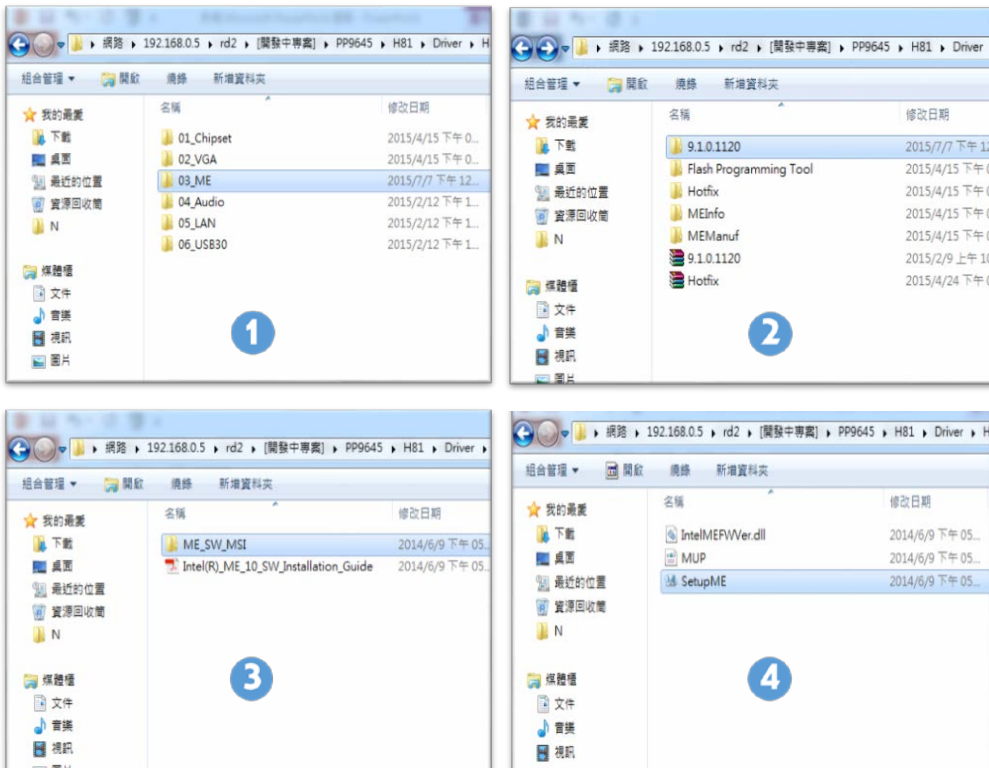 網路 ▸ 192.168.0.5 ▸ rd2 ▸ [開發中專案] ▸ PP9645 ▸ H81 ▸ Driver ▸ H
組合管理 ▼ 開啟 燒錄 新增資料夾
名稱 修改日期
我的最愛
下載
桌面
最近的位置
資源回收筒
N
媒體櫃
文件
音樂
視訊
圖片
01_Chipset 2015/4/15 下午 0...
02_VGA 2015/4/15 下午 0...
03_ME 2015/7/7 下午 12...
04_Audio 2015/2/12 下午 1...
05_LAN 2015/2/12 下午 1...
06_USB30 2015/2/12 下午 1...
1
網路 ▸ 192.168.0.5 ▸ rd2 ▸ [開發中專案] ▸ PP9645 ▸ H81 ▸ Driver
組合管理 ▼ 開啟 燒錄 新增資料夾
名稱 修改日期
我的最愛
下載
桌面
最近的位置
資源回收筒
N
媒體櫃
文件
音樂
視訊
圖片
9.1.0.1120 2015/7/7 下午 12
Flash Programming Tool 2015/4/15 下午 0
Hotfix 2015/4/15 下午 0
MEInfo 2015/4/15 下午 0
MEManuf 2015/4/15 下午 0
9.1.0.1120 2015/2/9 上午 10
Hotfix 2015/4/24 下午 0
2
網路 ▸ 192.168.0.5 ▸ rd2 ▸ [開發中專案] ▸ PP9645 ▸ H81 ▸ Driver ▸
組合管理 ▼ 開啟 燒錄 新增資料夾
名稱 修改日期
我的最愛
下載
桌面
最近的位置
資源回收筒
N
媒體櫃
文件
音樂
視訊
ME_SW_MSI 2014/6/9 下午 05...
Intel(R)_ME_10_SW_Installation_Guide 2014/6/9 下午 05...
3
網路 ▸ 192.168.0.5 ▸ rd2 ▸ [開發中專案] ▸ PP9645 ▸ H81 ▸ Driver ▸ H
組合管理 ▼ 開啟 燒錄 新增資料夾
名稱 修改日期
我的最愛
下載
桌面
最近的位置
資源回收筒
N
媒體櫃
文件
音樂
視訊
IntelMEFWVer.dll 2014/6/9 下午 05...
MUP 2014/6/9 下午 05...
SetupME 2014/6/9 下午 05...
4